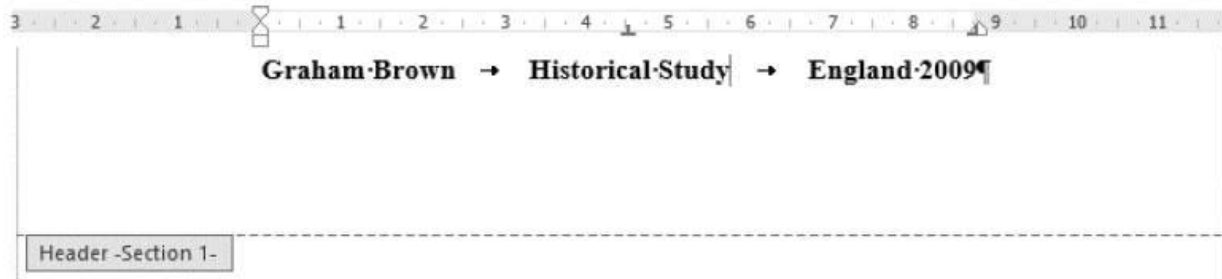 3 2 1 1 2 3 4 5 6 7 8 9 10 11
Graham·Brown → Historical·Study → England·2009¶
Header -Section 1-